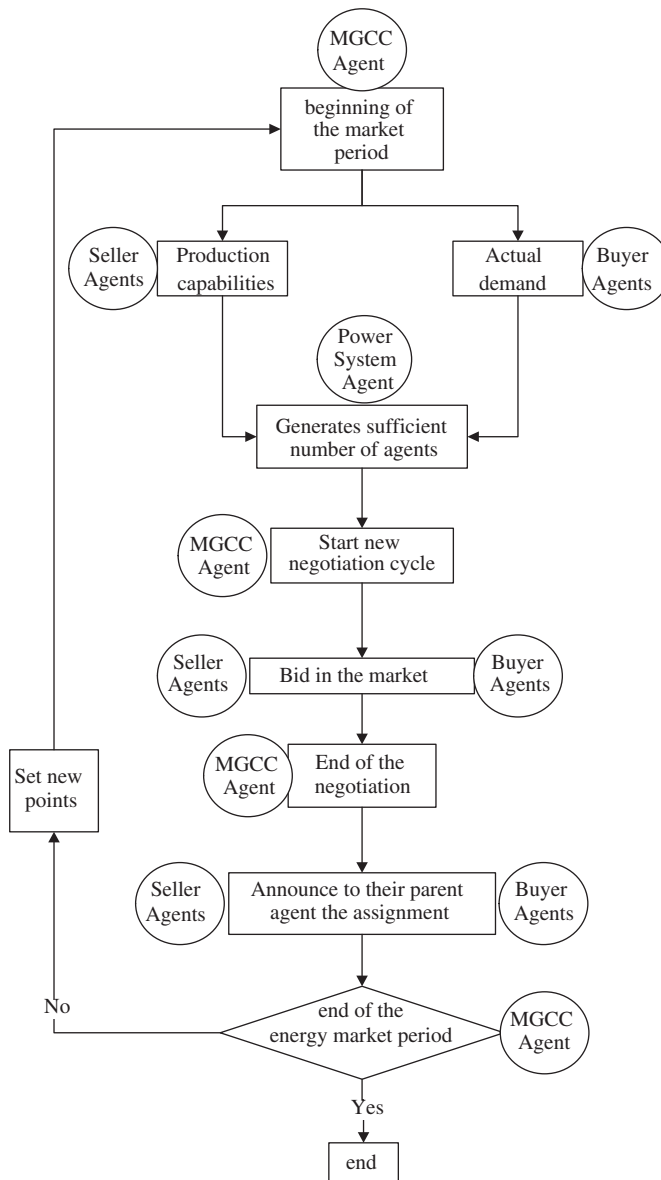 MGCC
Agent
beginning of
the market
period
Seller
Agents
Production
capabilities
Actual
demand
Buyer
Agents
Power
System
Agent
Generates sufficient
number of agents
MGCC
Agent
Start new
negotiation cycle
Seller
Agents
Bid in the market
Buyer
Agents
MGCC
Agent
End of the
negotiation
Set new
points
Seller
Agents
Announce to their parent
agent the assignment
Buyer
Agents
No
end of the
energy market period
MGCC
Agent
Yes
end